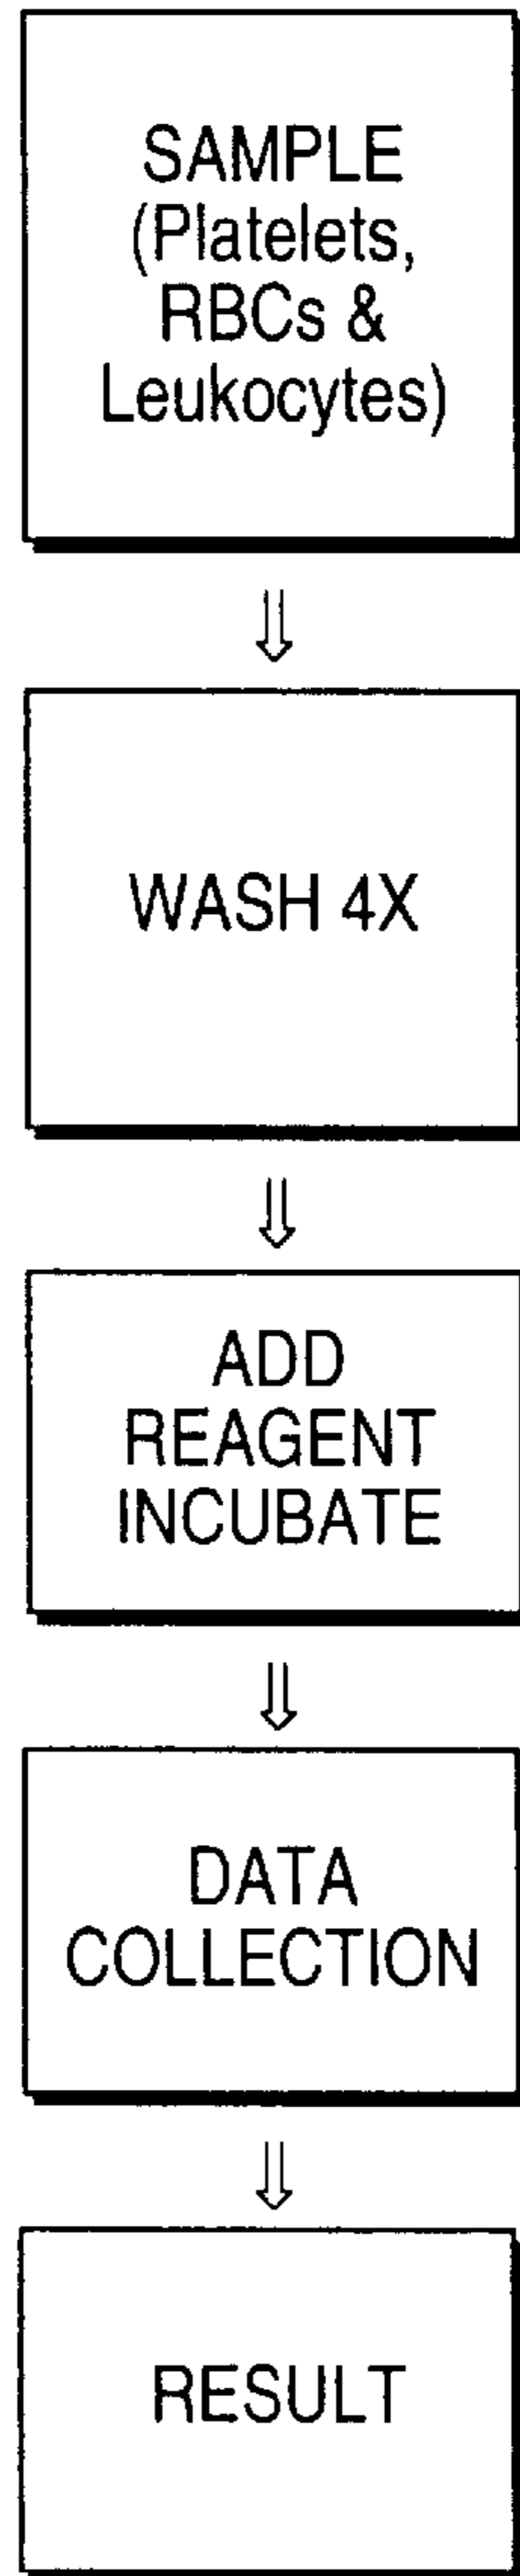 SAMPLE
(Platelets,
RBCs &
Leukocytes)
WASH 4X
ADD
REAGENT
INCUBATE
DATA
COLLECTION
RESULT